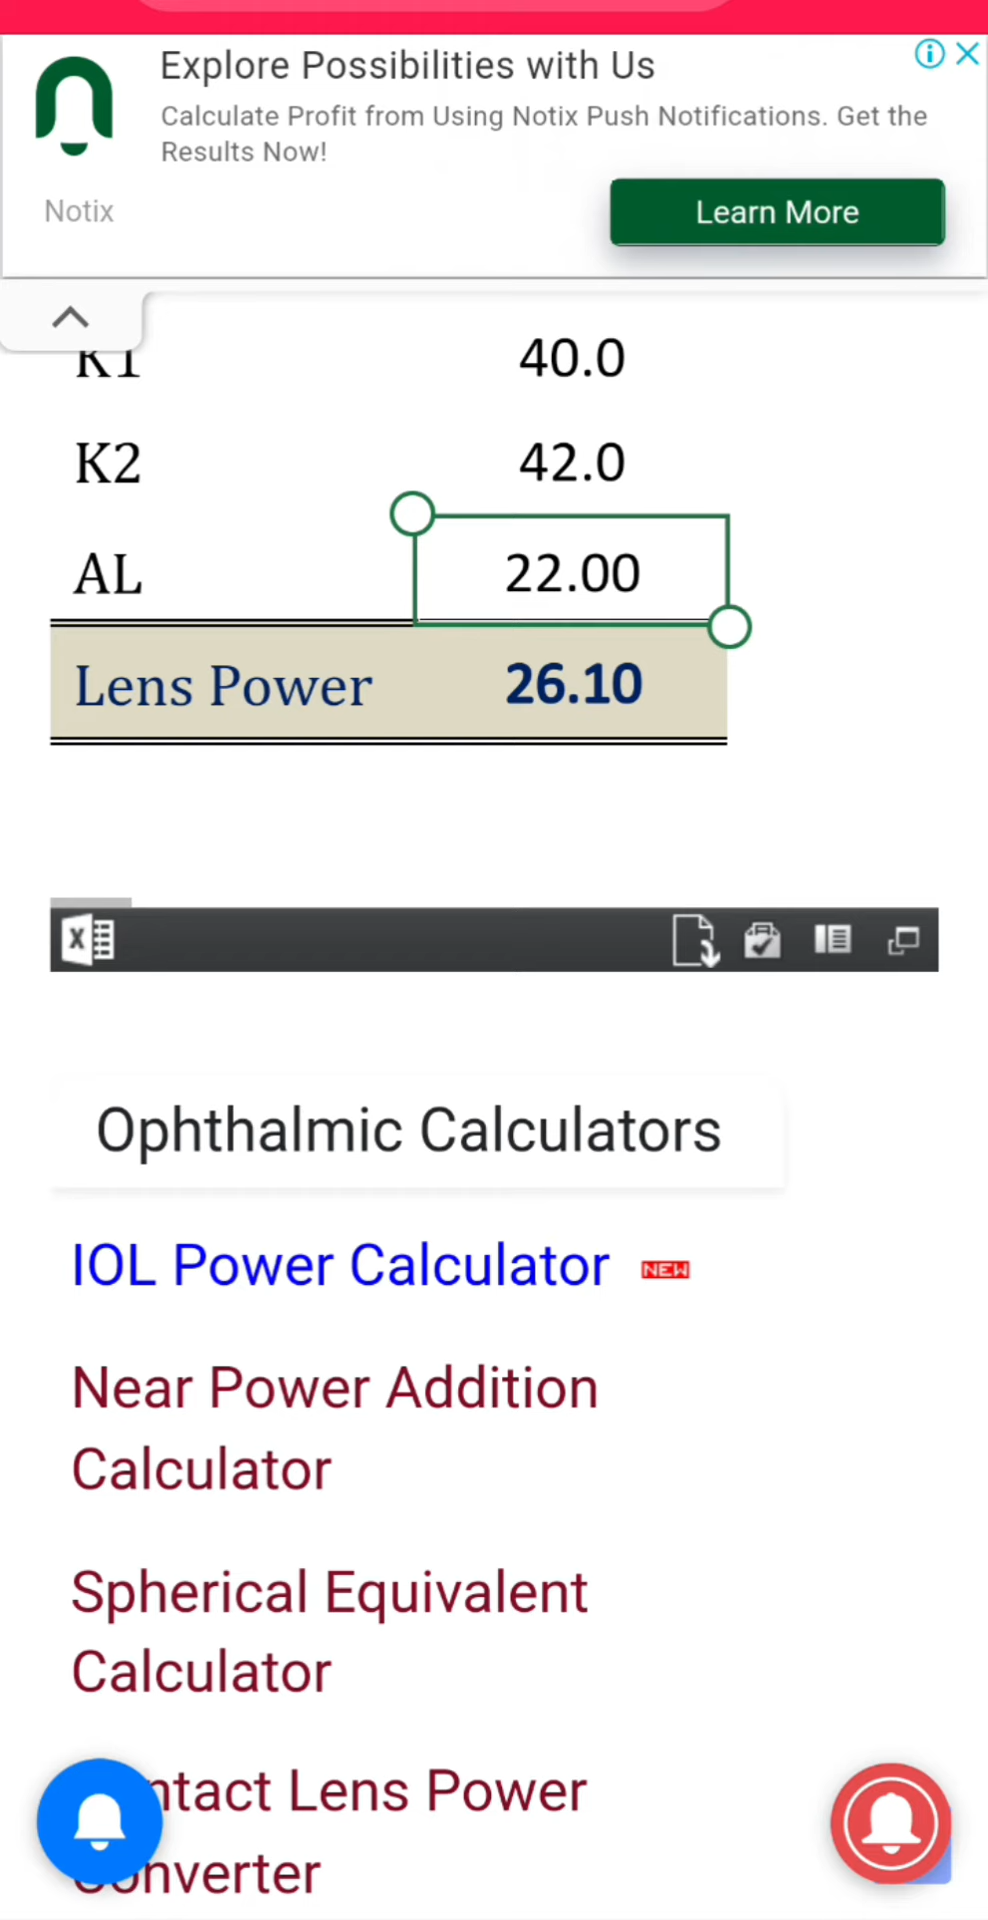 Explore Possibilities with Us
Calculate Profit from Using Notix Push Notifications. Get the
Results Now!
Notix
Learn More
K1 40.0
K2 42.0
AL 22.00
Lens Power 26.10
X
Ophthalmic Calculators
IOL Power Calculator NEW
Near Power Addition
Calculator
Spherical Equivalent
Calculator
ntact Lens Power
onverter